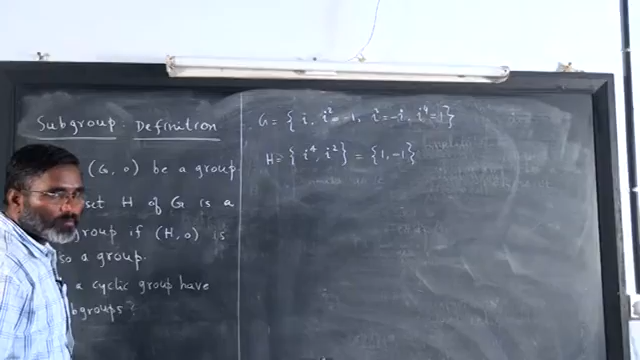 Subgroup: Definition
(G, o) be a group.
set H of G is a
group if (H, o) is
so a group.
a cyclic group have
bgroups?
G = { i, i² = -1, i³ = -i, i⁴ = 1 }
H = { i⁴, i² } = { 1, -1 }